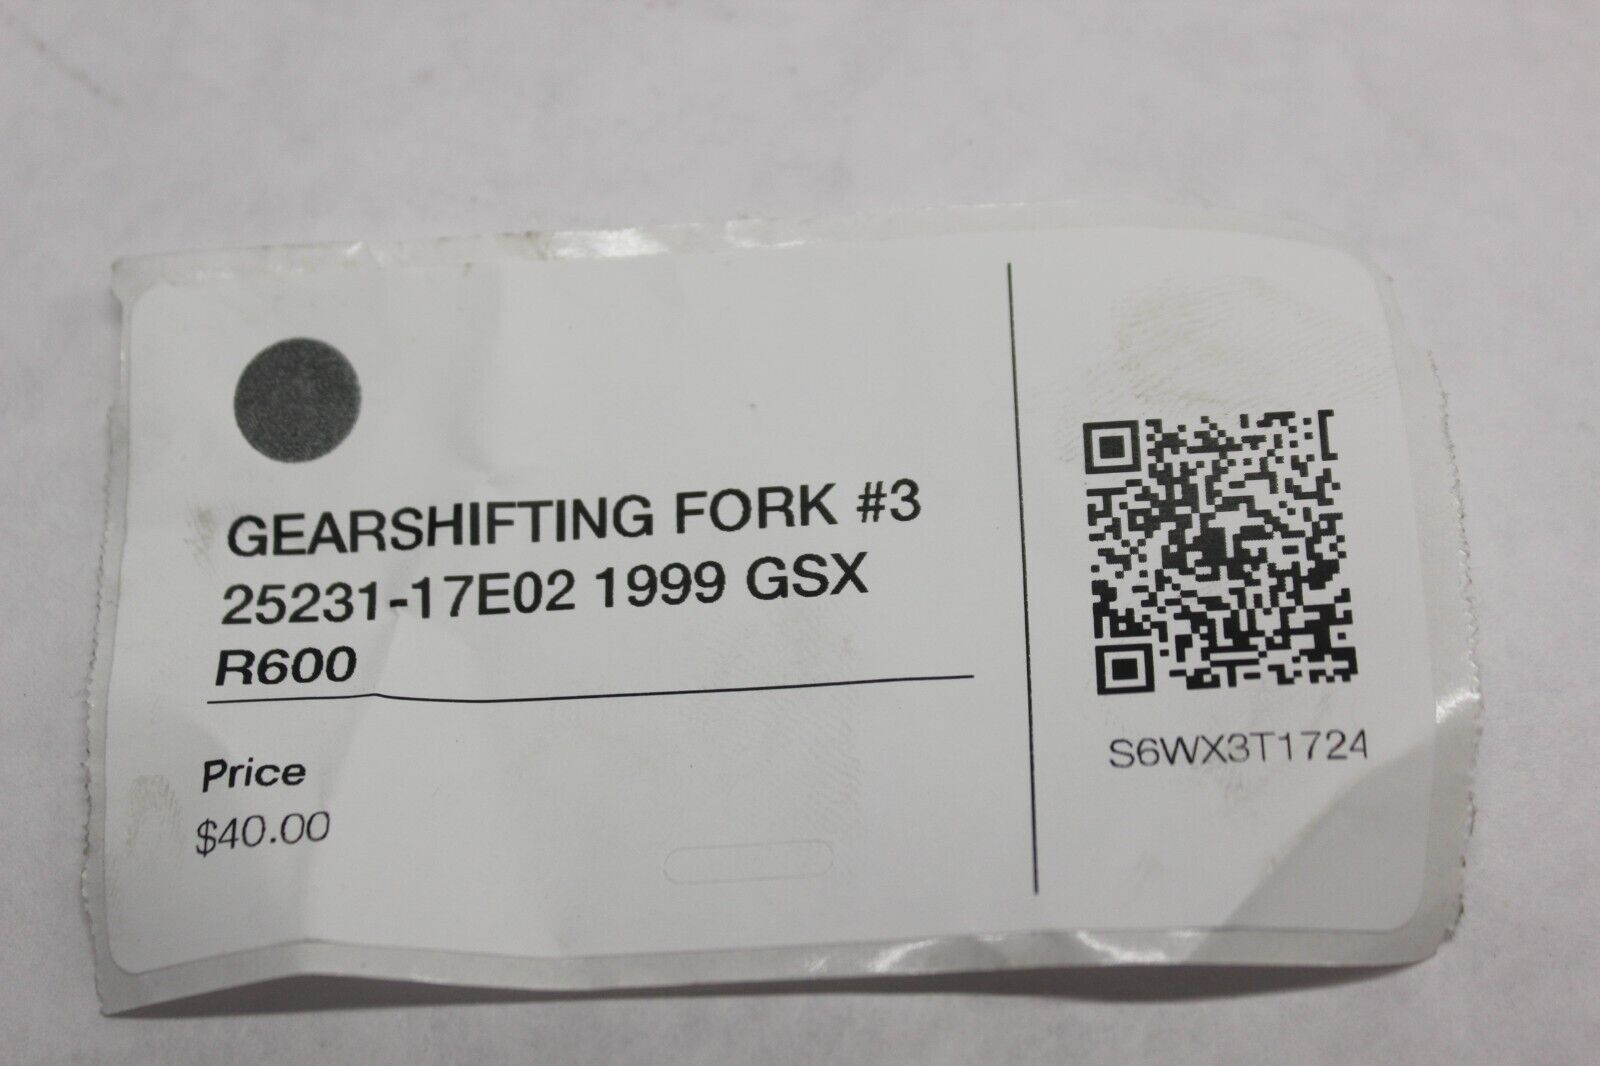 GEARSHIFTING FORK #3
25231-17E02 1999 GSX
R600
Price
$40.00
S6WX3T1724